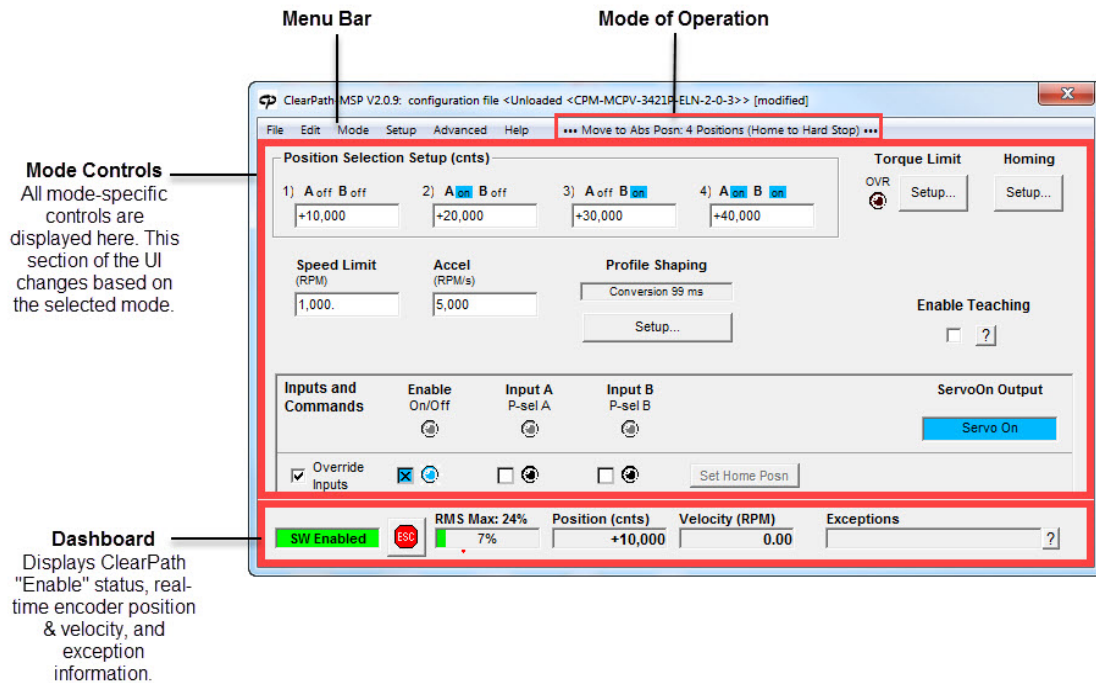 Menu Bar
Mode of Operation
ClearPath-MSP V2.0.9: configuration file <Unloaded <CPM-MCPV-3421P-ELN-2-0-3>> [modified]
File Edit Mode Setup Advanced Help ••• Move to Abs Posn: 4 Positions (Home to Hard Stop) •••
Mode Controls
All mode-specific
controls are
displayed here. This
section of the UI
changes based on
the selected mode.
Position Selection Setup (cnts)
1) A off B off
2) A on B off
3) A off B on
4) A on B on
+10,000
+20,000
+30,000
+40,000
Torque Limit
OVR
Setup...
Homing
Setup...
Speed Limit
(RPM)
1,000.
Accel
(RPM/s)
5,000
Profile Shaping
Conversion 99 ms
Setup...
Enable Teaching
?
Inputs and
Commands
Enable
On/Off
Input A
P-sel A
Input B
P-sel B
ServoOn Output
Servo On
Override
Inputs
Set Home Posn
Dashboard
Displays ClearPath
"Enable" status, real-
time encoder position
& velocity, and
exception
information.
SW Enabled
ESC
RMS Max: 24%
7%
Position (cnts)
+10,000
Velocity (RPM)
0.00
Exceptions
?